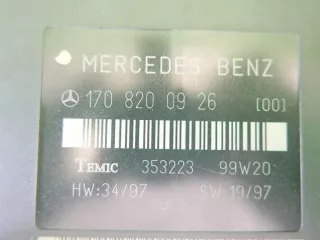 MERCEDES BENZ
170 820 09 26 [00]
TEMIC 353223 99W20
HW:34/97 SW 19/97